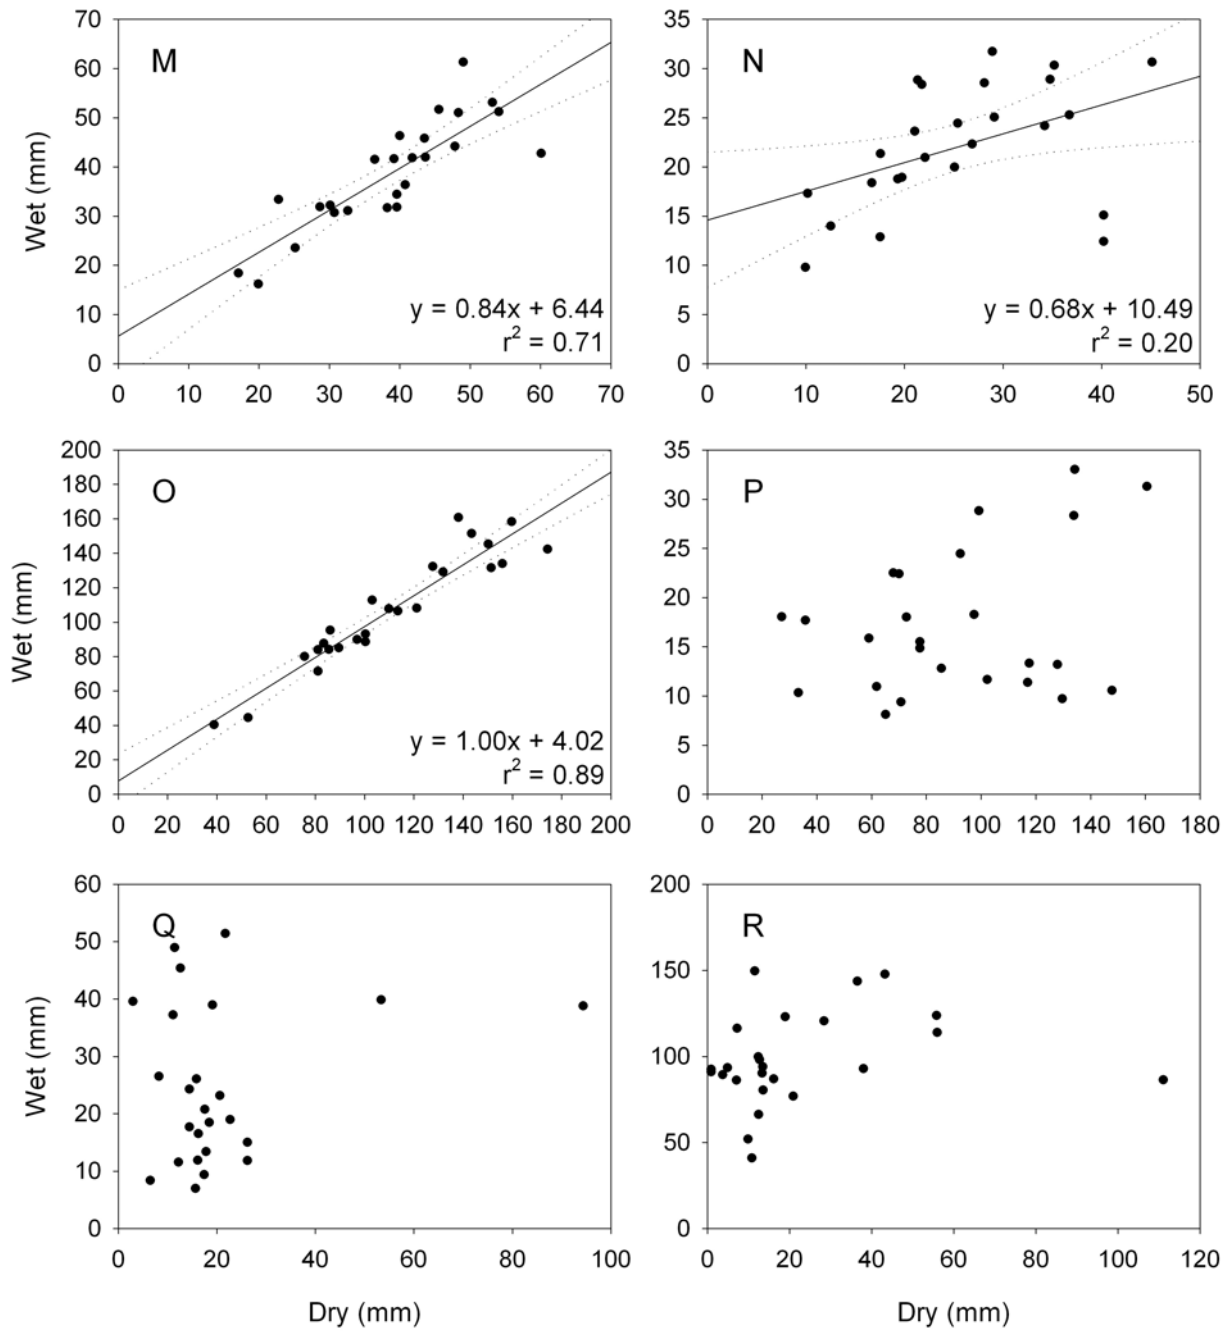 M
Wet (mm)
70
60
50
40
30
20
10
0
y = 0.84x + 6.44
r² = 0.71
0 10 20 30 40 50 60 70
N
35
30
25
20
15
10
5
0
y = 0.68x + 10.49
r² = 0.20
0 10 20 30 40 50
O
Wet (mm)
200
180
160
140
120
100
80
60
40
20
0
y = 1.00x + 4.02
r² = 0.89
0 20 40 60 80 100 120 140 160 180 200
P
35
30
25
20
15
10
5
0
0 20 40 60 80 100 120 140 160 180
Q
Wet (mm)
60
50
40
30
20
10
0
0 20 40 60 80 100
Dry (mm)
R
200
150
100
50
0
0 20 40 60 80 100 120
Dry (mm)